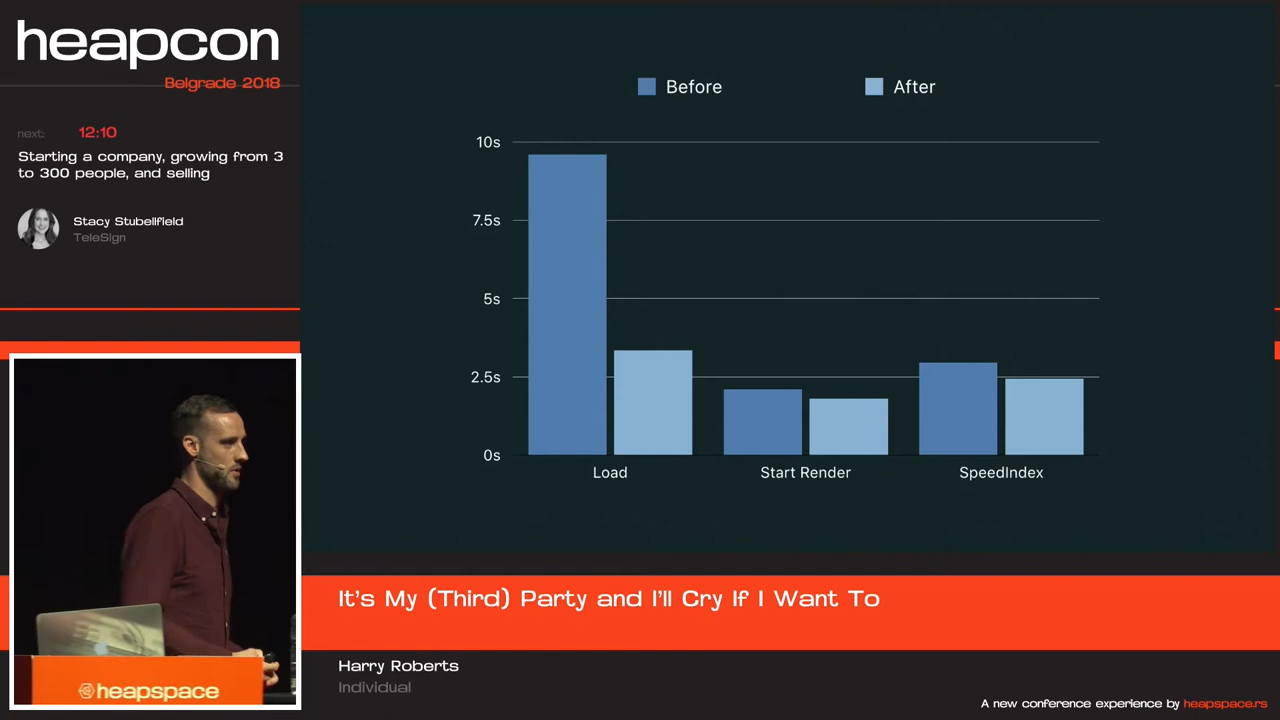 heapcon
Belgrade 2018
next: 12:10
Starting a company, growing from 3
to 300 people, and selling
Stacy Stubellfield
TeleSign
Before After
10s
7.5s
5s
2.5s
0s
Load Start Render SpeedIndex
heapspace
It's My (Third) Party and I'll Cry If I Want To
Harry Roberts
Individual
A new conference experience by heapspace.rs